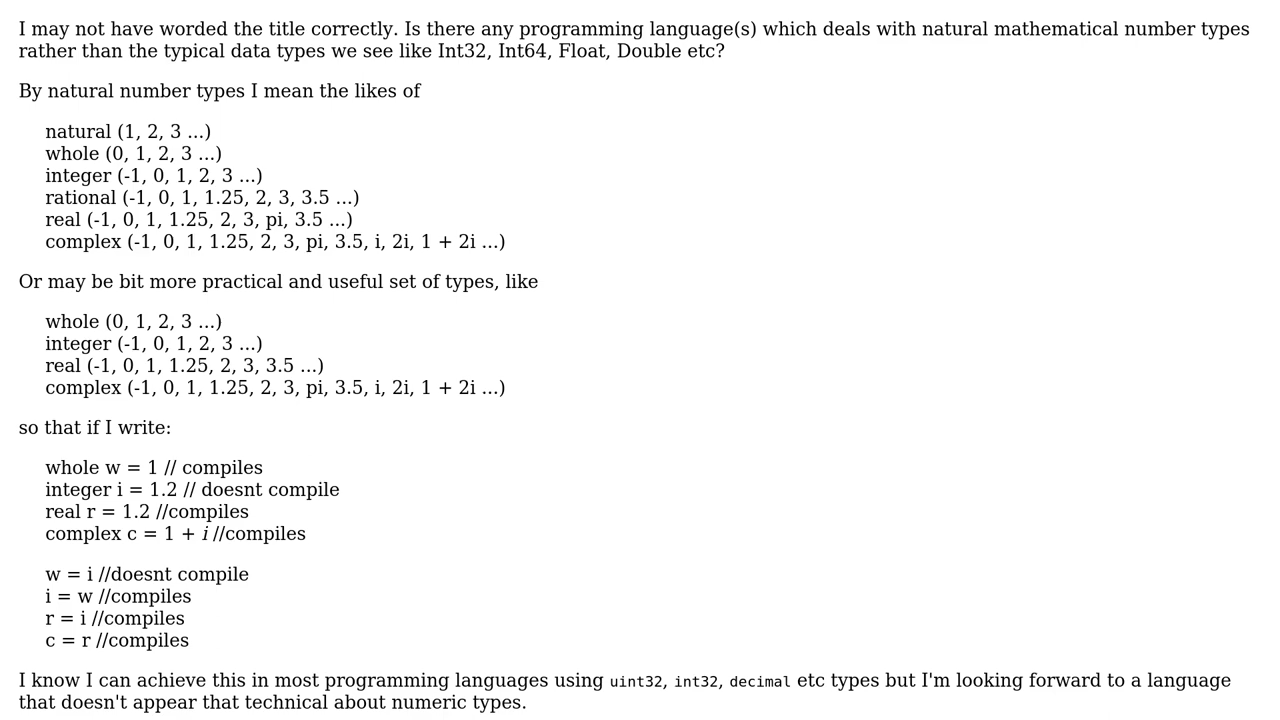 I may not have worded the title correctly. Is there any programming language(s) which deals with natural mathematical number types
rather than the typical data types we see like Int32, Int64, Float, Double etc?
By natural number types I mean the likes of
natural (1, 2, 3 ...)
whole (0, 1, 2, 3 ...)
integer (-1, 0, 1, 2, 3 ...)
rational (-1, 0, 1, 1.25, 2, 3, 3.5 ...)
real (-1, 0, 1, 1.25, 2, 3, pi, 3.5 ...)
complex (-1, 0, 1, 1.25, 2, 3, pi, 3.5, i, 2i, 1 + 2i ...)
Or may be bit more practical and useful set of types, like
whole (0, 1, 2, 3 ...)
integer (-1, 0, 1, 2, 3 ...)
real (-1, 0, 1, 1.25, 2, 3, 3.5 ...)
complex (-1, 0, 1, 1.25, 2, 3, pi, 3.5, i, 2i, 1 + 2i ...)
so that if I write:
whole w = 1 // compiles
integer i = 1.2 // doesnt compile
real r = 1.2 //compiles
complex c = 1 + i //compiles
w = i //doesnt compile
i = w //compiles
r = i //compiles
c = r //compiles
I know I can achieve this in most programming languages using uint32, int32, decimal etc types but I'm looking forward to a language
that doesn't appear that technical about numeric types.